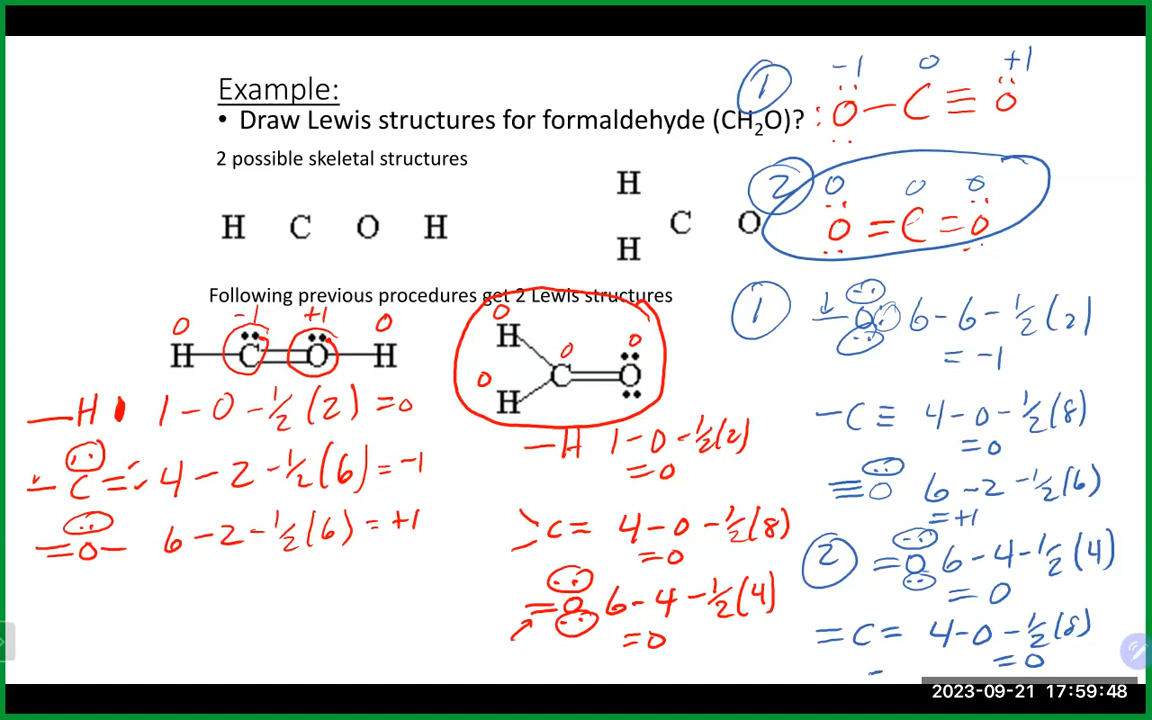 Example:
• Draw Lewis structures for formaldehyde (CH₂O)?
2 possible skeletal structures
H C O H
H
C O
H
Following previous procedures get 2 Lewis structures
0 -1 +1 0
H—C=O—H
—H 1 - 0 - ½(2) = 0
—C= 4 - 2 - ½(6) = -1
=O— 6 - 2 - ½(6) = +1
0
H
0 0
C=O
0
H
—H 1 - 0 - ½(2)
= 0
>C= 4 - 0 - ½(8)
= 0
=O 6 - 4 - ½(4)
= 0
1
-1 0 +1
:O—C≡O
2
0 0 0
O=C=O
1 —O 6 - 6 - ½(2)
= -1
—C≡ 4 - 0 - ½(8)
= 0
≡O 6 - 2 - ½(6)
= +1
2 =O 6 - 4 - ½(4)
= 0
=C= 4 - 0 - ½(8)
= 0
2023-09-21 17:59:48